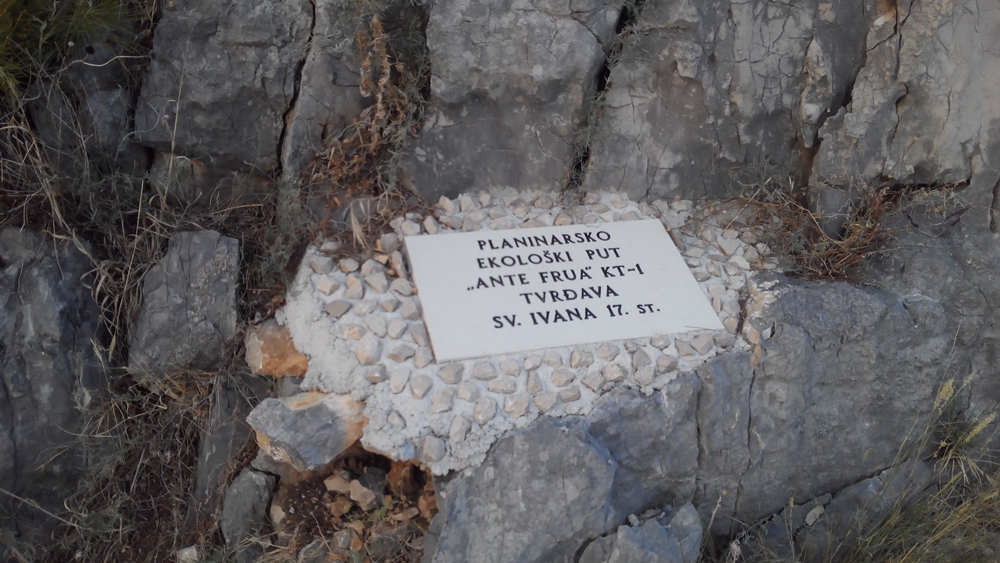 PLANINARSKO
EKOLOŠKI PUT
„ANTE FRUA“ KT-1
TVRĐAVA
SV. IVANA 17. ST.